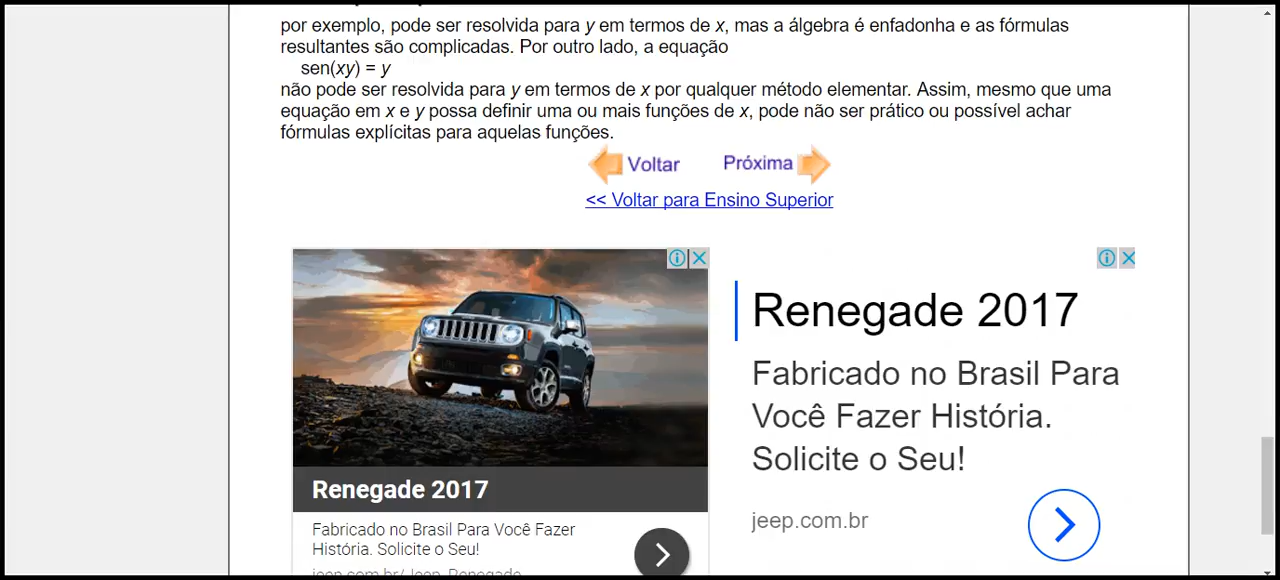 por exemplo, pode ser resolvida para y em termos de x, mas a álgebra é enfadonha e as fórmulas
resultantes são complicadas. Por outro lado, a equação
sen(xy) = y
não pode ser resolvida para y em termos de x por qualquer método elementar. Assim, mesmo que uma
equação em x e y possa definir uma ou mais funções de x, pode não ser prático ou possível achar
fórmulas explícitas para aquelas funções.
Voltar Próxima
<< Voltar para Ensino Superior
Renegade 2017
Fabricado no Brasil Para Você Fazer
História. Solicite o Seu!
jeep.com.br/Jeep_Renegade
Renegade 2017
Fabricado no Brasil Para
Você Fazer História.
Solicite o Seu!
jeep.com.br